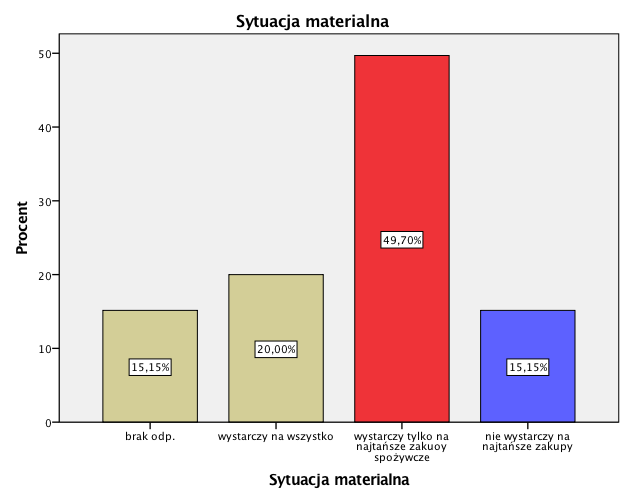 Sytuacja materialna
Procent
50
40
30
20
10
0
15,15%
20,00%
49,70%
15,15%
brak odp.
wystarczy na wszystko
wystarczy tylko na
najtańsze zakuoy
spożywcze
nie wystarczy na
najtańsze zakupy
Sytuacja materialna